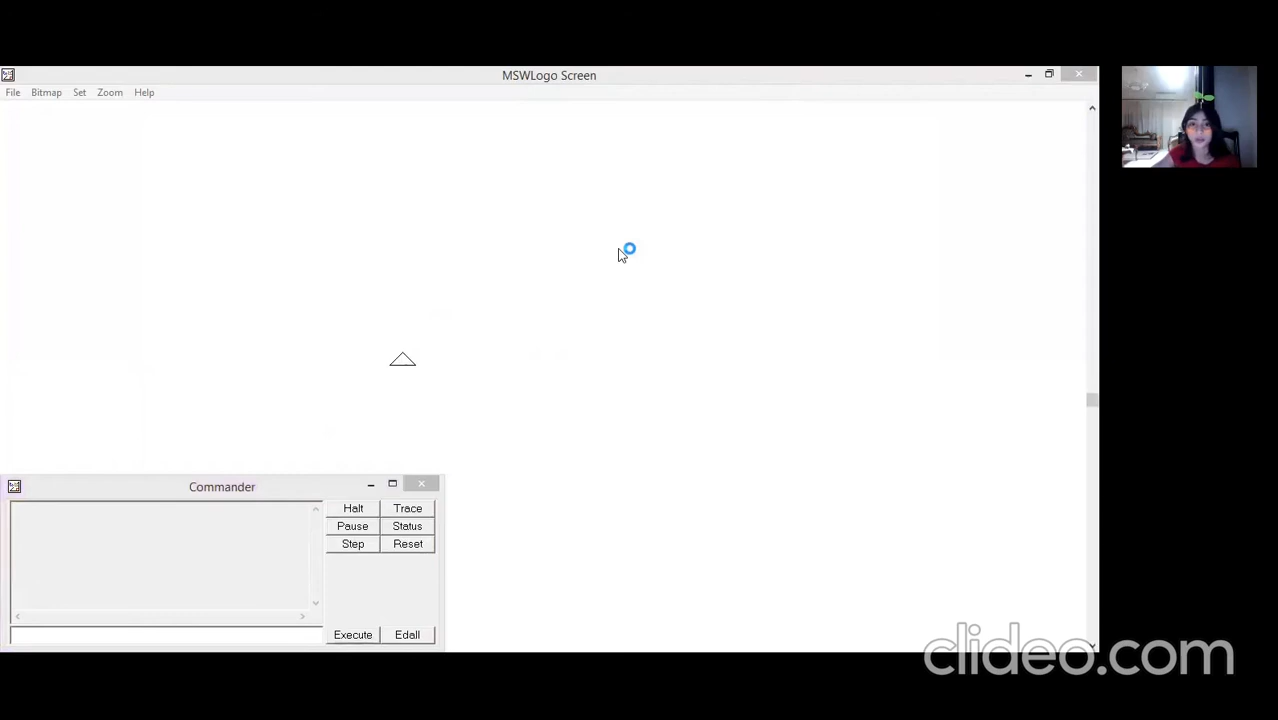 MSWLogo Screen
File Bitmap Set Zoom Help
Commander
Halt Trace
Pause Status
Step Reset
Execute Edall
clideo.com